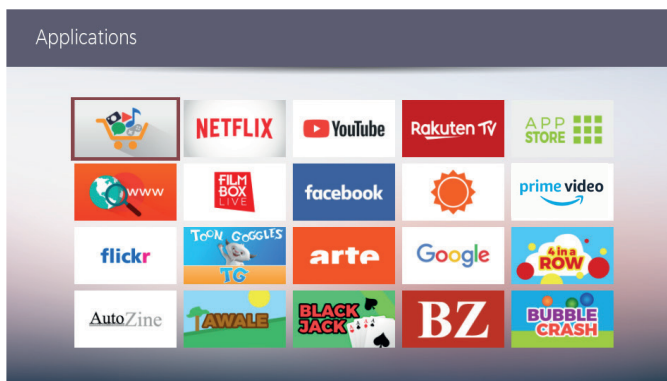 Applications
NETFLIX
YouTube
Rakuten TV
APP
STORE
www
FILM
BOX
LIVE
facebook
prime video
flickr
TOON GOGGLES
TG
arte
Google
4 in a
ROW
AutoZine
AWALE
BLACK
JACK
BZ
BUBBLE
CRASH